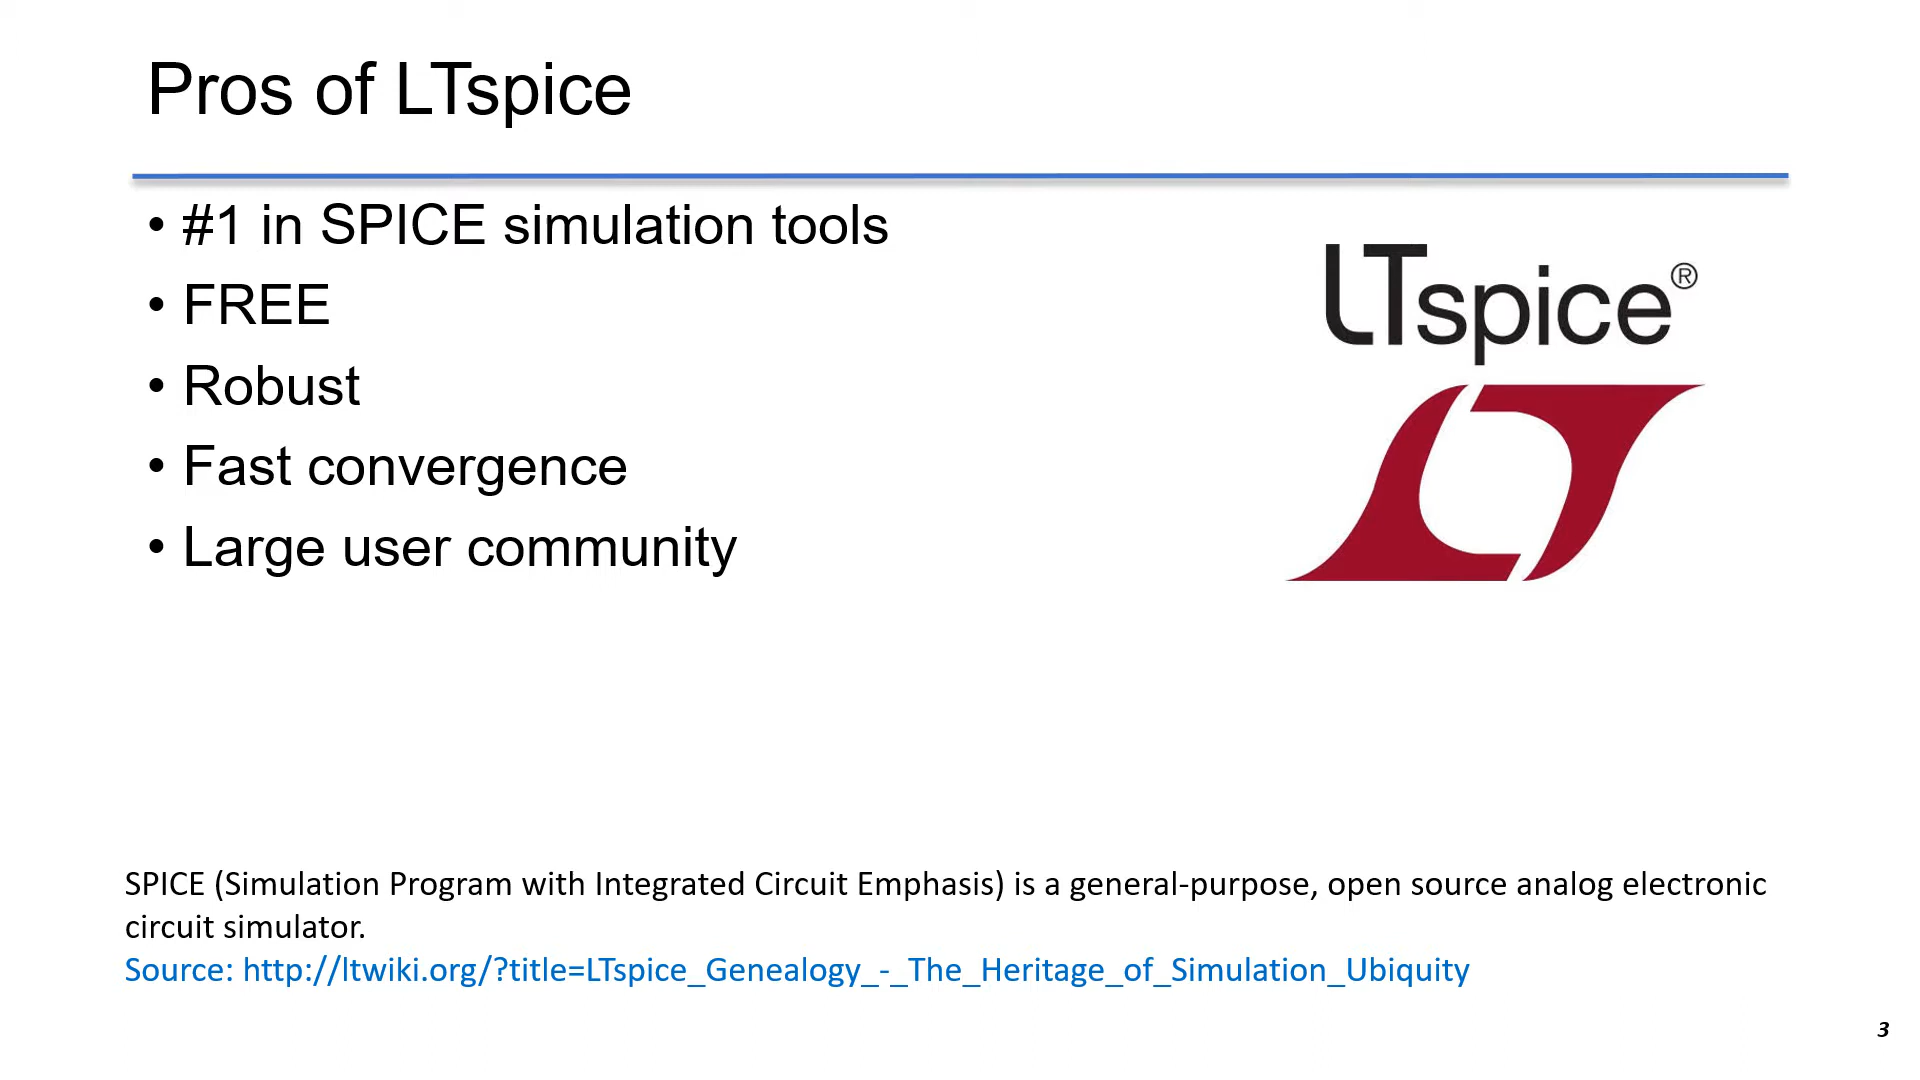 Pros of LTspice
• #1 in SPICE simulation tools
• FREE
• Robust
• Fast convergence
• Large user community
LTspice®
SPICE (Simulation Program with Integrated Circuit Emphasis) is a general-purpose, open source analog electronic
circuit simulator.
Source: http://ltwiki.org/?title=LTspice_Genealogy_-_The_Heritage_of_Simulation_Ubiquity
3